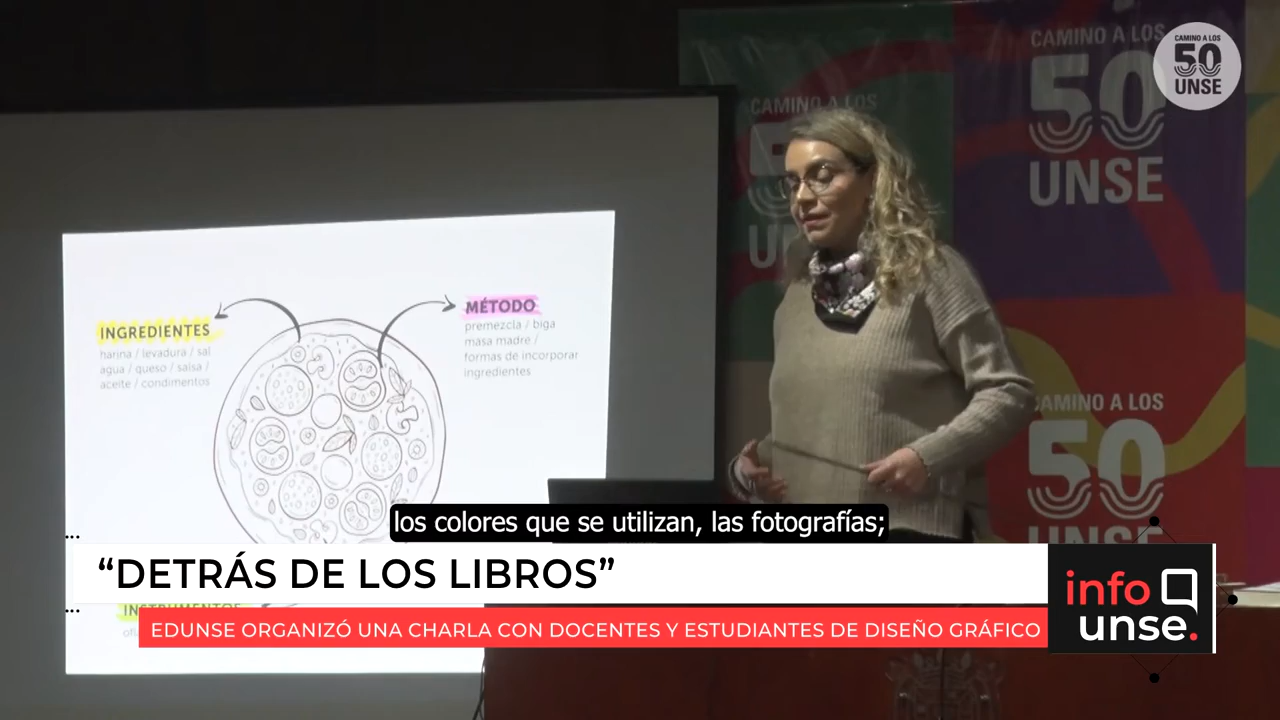 CAMINO A LOS
50
UNSE
CAMINO A LOS
50
UNSE
CAMINO A LOS
INGREDIENTES
harina / levadura / sal
agua / queso / salsa /
aceite / condimentos
MÉTODO
premezcla / biga
masa madre /
formas de incorporar
ingredientes
CAMINO A LOS
50
UNSE
los colores que se utilizan, las fotografías;
“DETRÁS DE LOS LIBROS”
INSTRUMENTOS
EDUNSE ORGANIZÓ UNA CHARLA CON DOCENTES Y ESTUDIANTES DE DISEÑO GRÁFICO
info
unse.